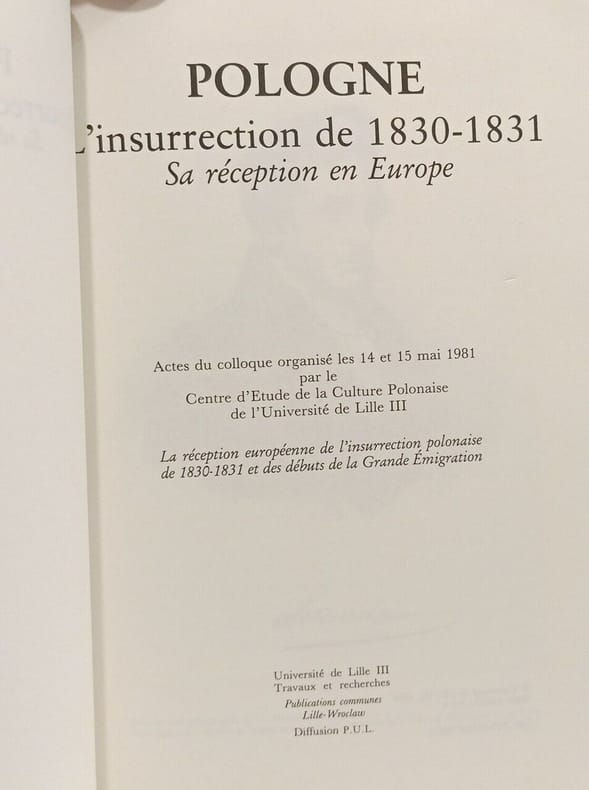 POLOGNE
L'insurrection de 1830-1831
Sa réception en Europe
Actes du colloque organisé les 14 et 15 mai 1981
par le
Centre d'Etude de la Culture Polonaise
de l'Université de Lille III
La réception européenne de l'insurrection polonaise
de 1830-1831 et des débuts de la Grande Émigration
Université de Lille III
Travaux et recherches
Publications communes
Lille-Wroclaw
Diffusion P.U.L.